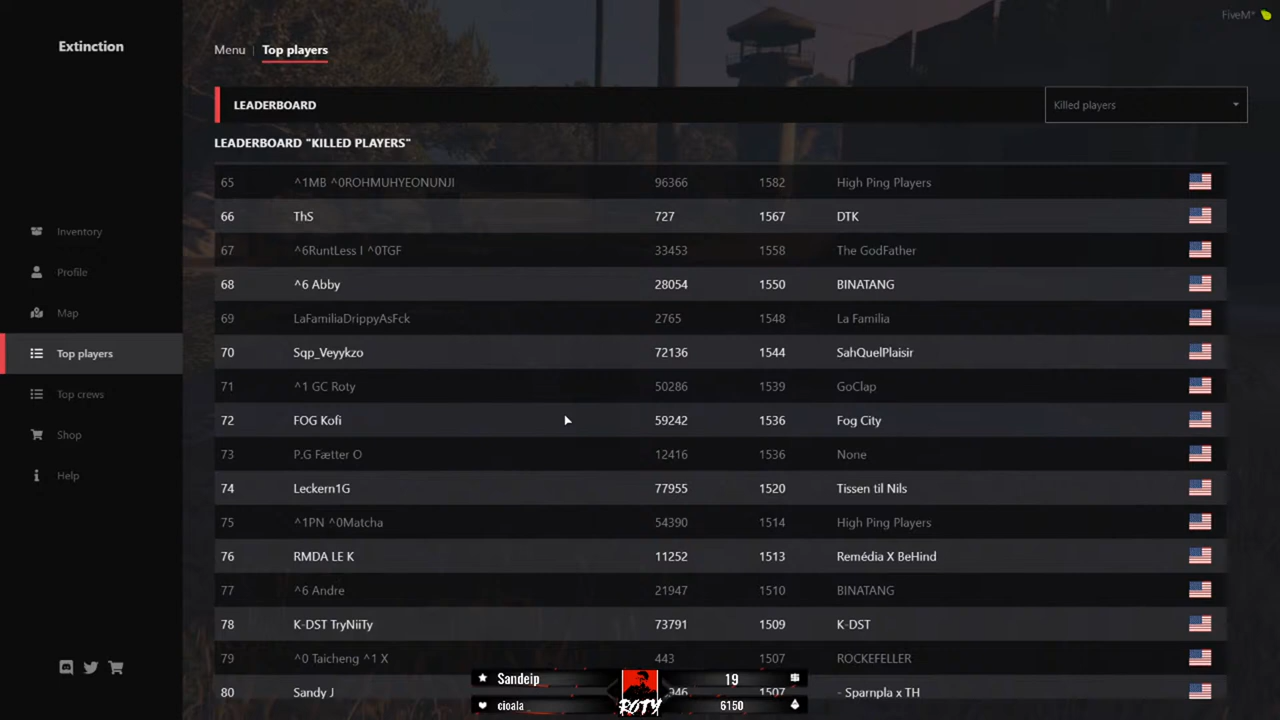 FiveM®
Extinction
Menu | Top players
LEADERBOARD
Killed players
LEADERBOARD "KILLED PLAYERS"
65 ^1MB ^0ROHMUHYEONUNJI 96366 1582 High Ping Players
66 ThS 727 1567 DTK
67 ^6RuntLess I ^0TGF 33453 1558 The GodFather
68 ^6 Abby 28054 1550 BINATANG
69 LaFamiliaDrippyAsFck 2765 1548 La Familia
70 Sqp_Veyykzo 72136 1544 SahQuelPlaisir
71 ^1 GC Roty 50286 1539 GoClap
72 FOG Kofi 59242 1536 Fog City
73 P.G Fætter O 12416 1536 None
74 Leckern1G 77955 1520 Tissen til Nils
75 ^1PN ^0Matcha 54390 1514 High Ping Players
76 RMDA LE K 11252 1513 Remédia X BeHind
77 ^6 Andre 21947 1510 BINATANG
78 K-DST TryNiiTy 73791 1509 K-DST
79 ^0 Taicheng ^1 X 443 1507 ROCKEFELLER
80 Sandy J 1507 - Sparnpla x TH
Inventory
Profile
Map
Top players
Top crews
Shop
Help
Sandeip 19
cioala ROTY 6150